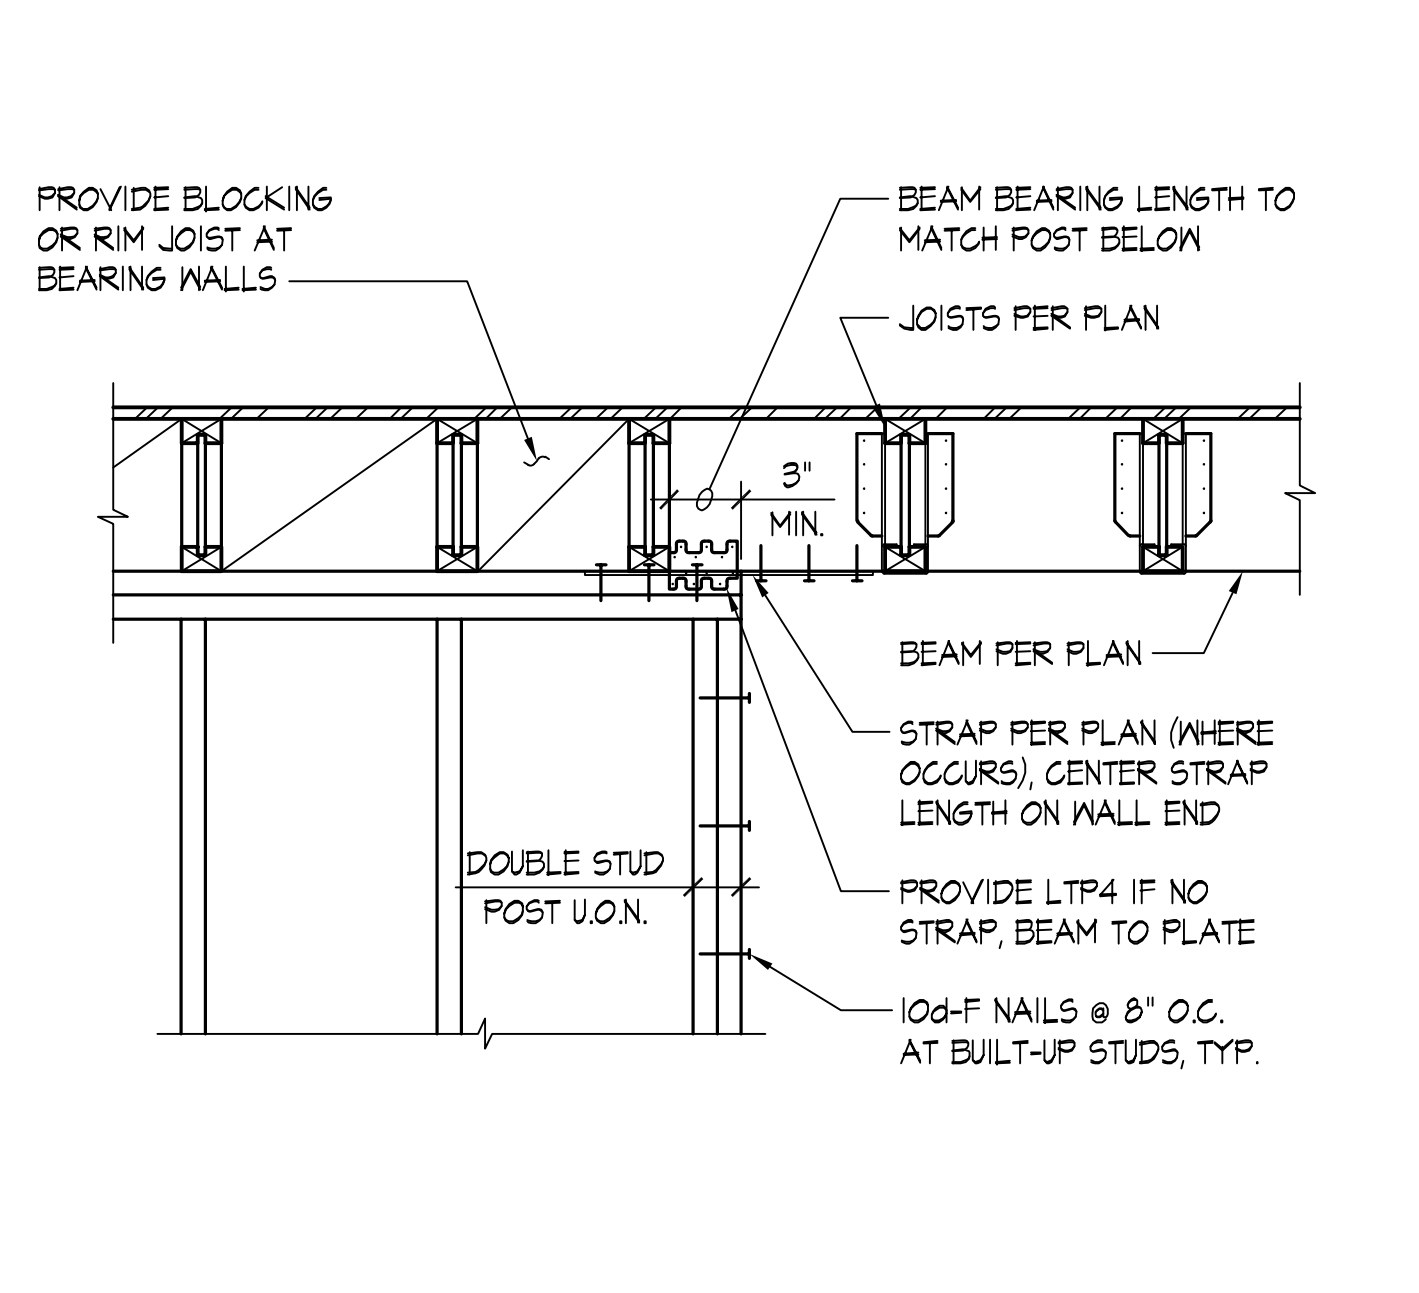 PROVIDE BLOCKING
OR RIM JOIST AT
BEARING WALLS
BEAM BEARING LENGTH TO
MATCH POST BELOW
JOISTS PER PLAN
3"
MIN.
BEAM PER PLAN
STRAP PER PLAN (WHERE
OCCURS), CENTER STRAP
LENGTH ON WALL END
DOUBLE STUD
POST U.O.N.
PROVIDE LTP4 IF NO
STRAP, BEAM TO PLATE
10d-F NAILS @ 8" O.C.
AT BUILT-UP STUDS, TYP.